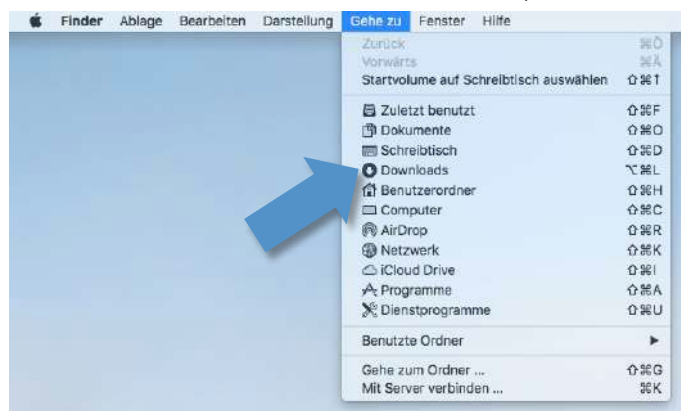 Finder Ablage Bearbeiten Darstellung Gehe zu Fenster Hilfe
Zurück ⌘Ö
Vorwärts ⌘Ä
Startvolume auf Schreibtisch auswählen ⇧⌘↑
Zuletzt benutzt ⇧⌘F
Dokumente ⇧⌘O
Schreibtisch ⇧⌘D
Downloads ⌥⌘L
Benutzerordner ⇧⌘H
Computer ⇧⌘C
AirDrop ⇧⌘R
Netzwerk ⇧⌘K
iCloud Drive ⇧⌘I
Programme ⇧⌘A
Dienstprogramme ⇧⌘U
Benutzte Ordner ▶
Gehe zum Ordner ... ⇧⌘G
Mit Server verbinden ... ⌘K